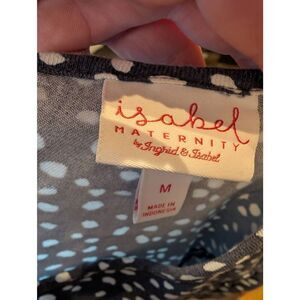 isabel
MATERNITY
by Ingrid & Isabel
M
MADE IN
INDONESIA